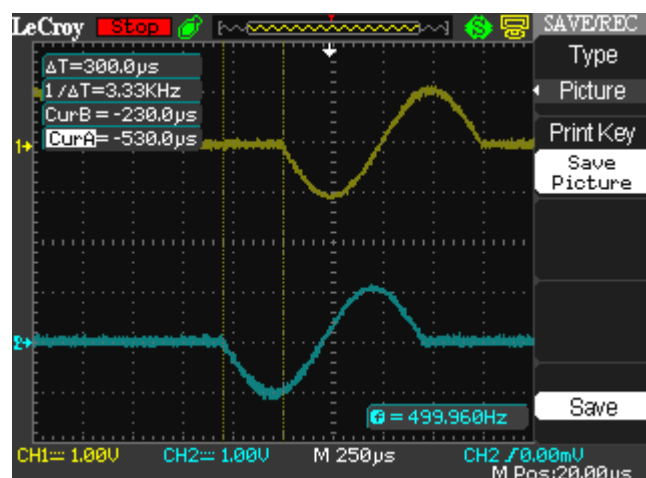 LeCroy Stop S SAVE/REC
ΔT=300.0µs
1/ΔT=3.33KHz
CurB = -230.0µs
CurA= -530.0µs
1
2
f = 499.960Hz
Type
Picture
Print Key
Save
Picture
Save
CH1 1.00V CH2 1.00V M 250µs CH2 0.00mV
M Pos:20.00µs